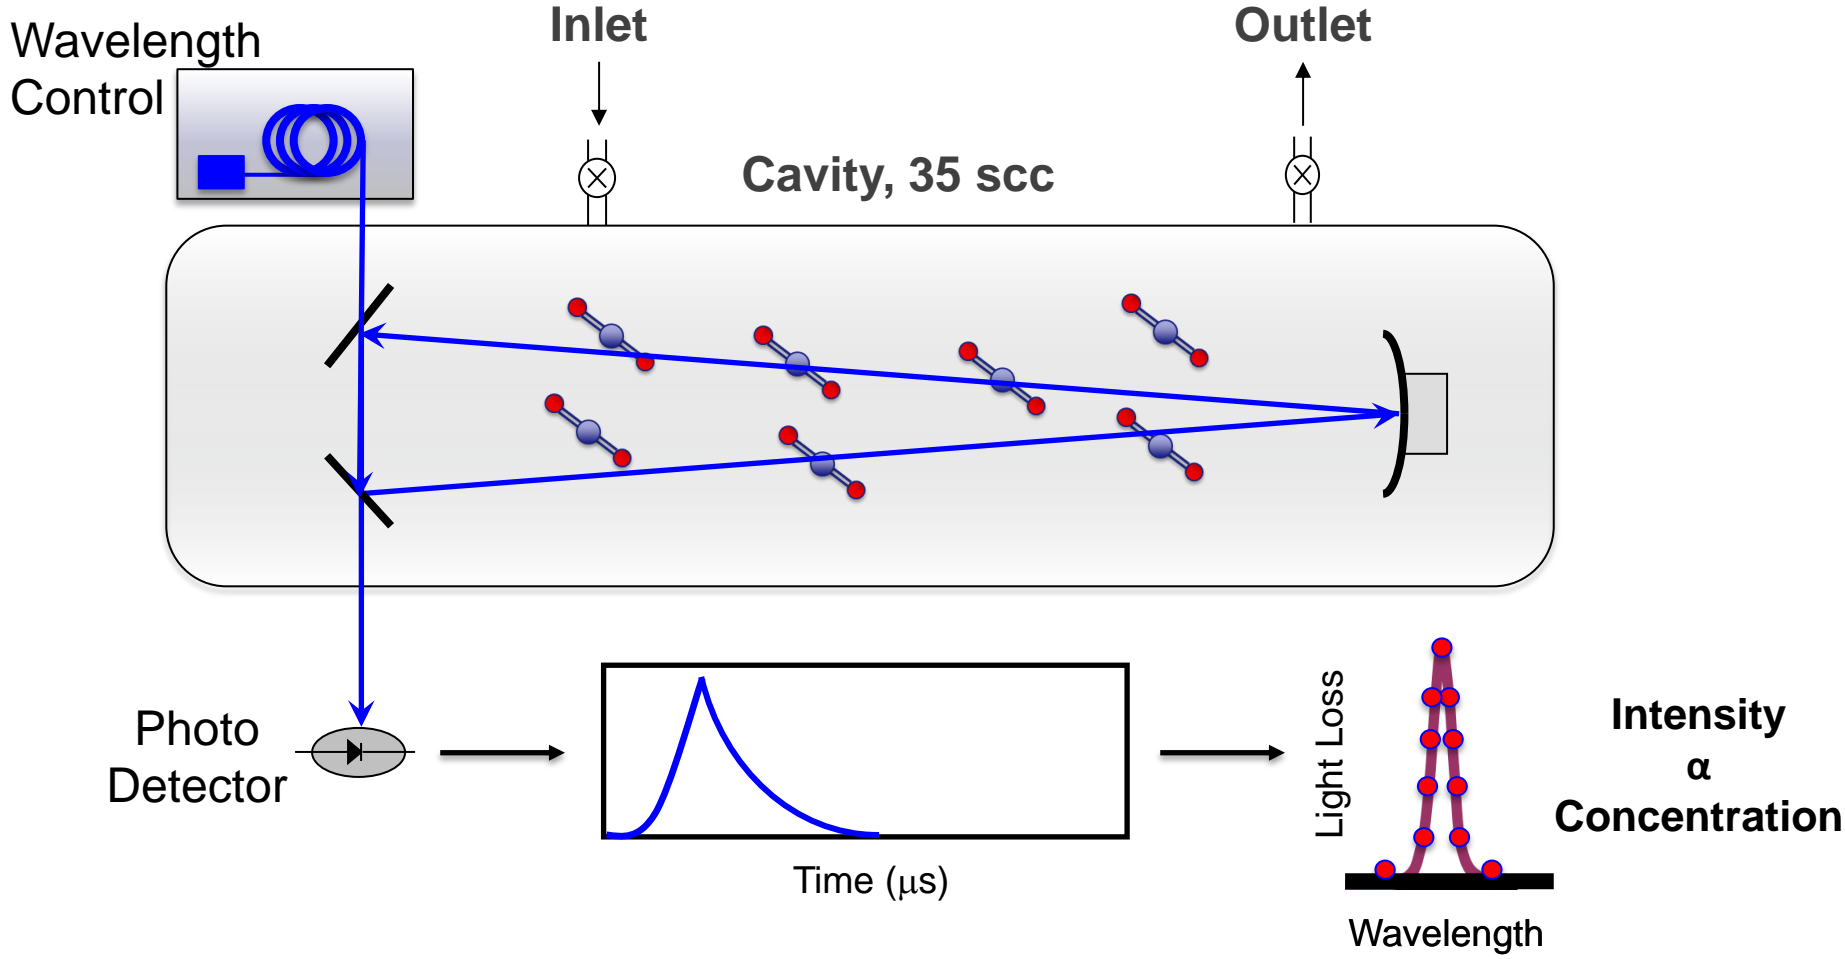 Wavelength
Control
Inlet
Outlet
Cavity, 35 scc
Photo
Detector
Time (μs)
Light Loss
Wavelength
Intensity
α
Concentration